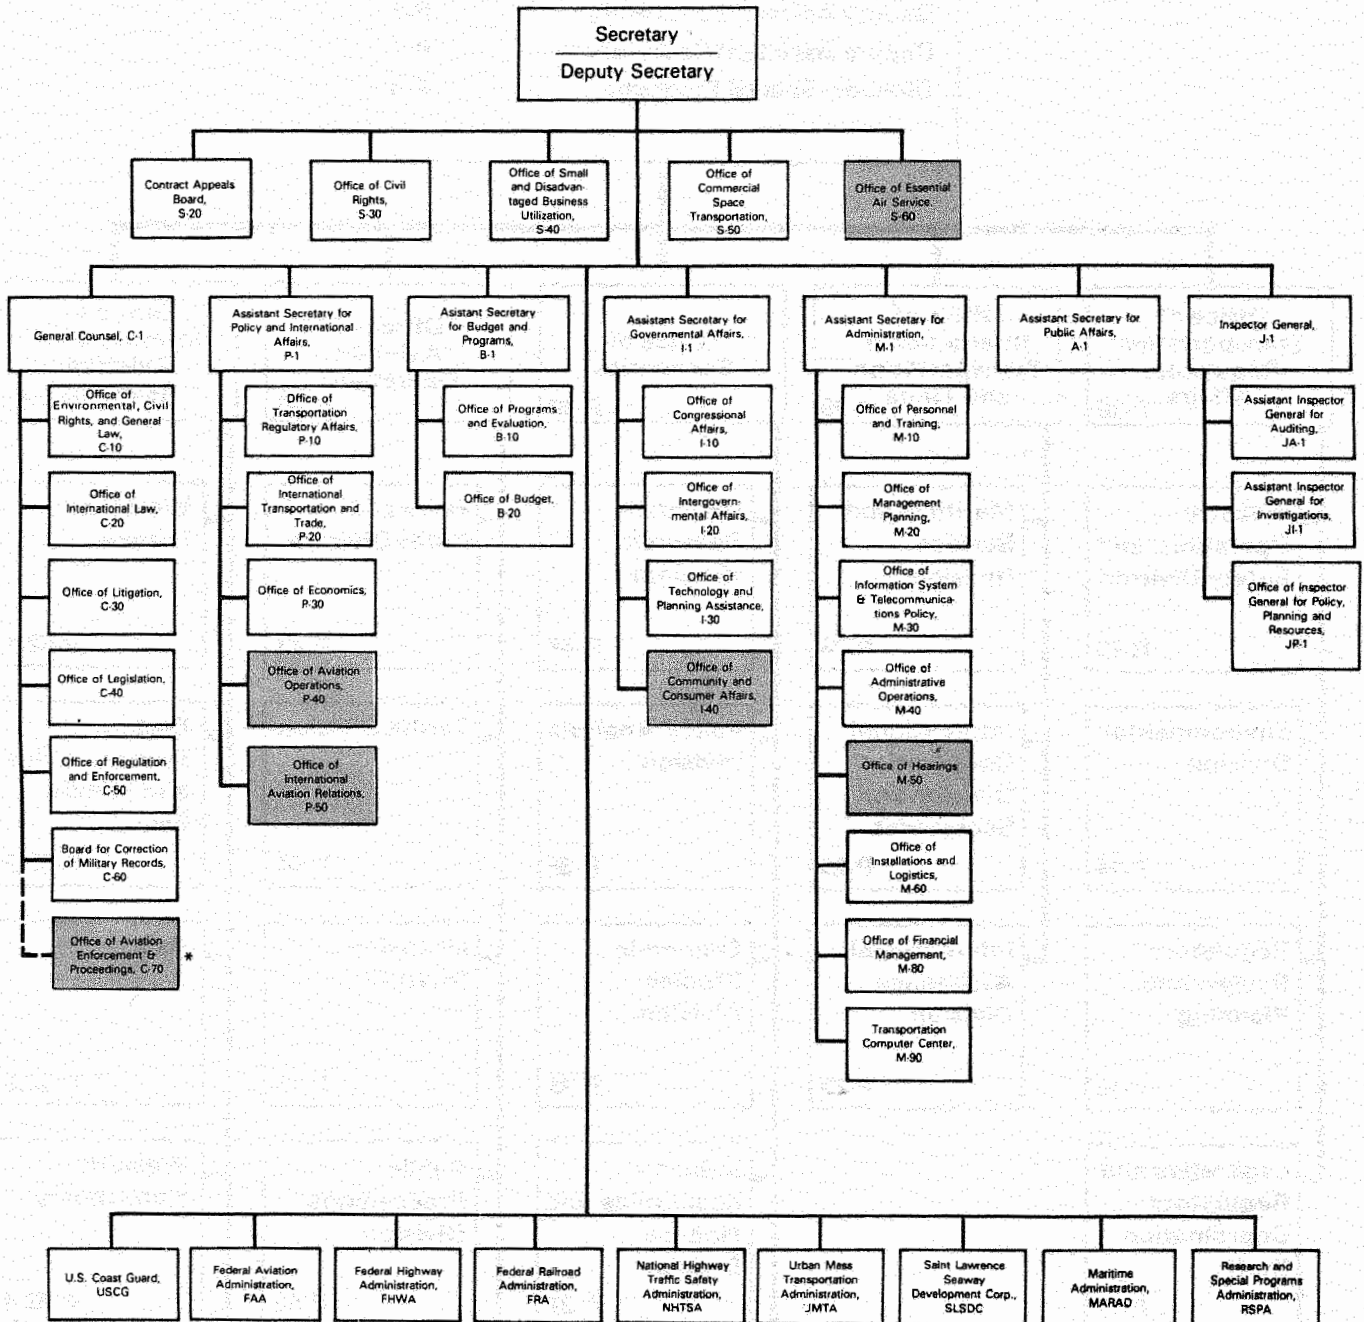 Secretary
Deputy Secretary
Contract Appeals
Board,
S-20
Office of Civil
Rights,
S-30
Office of Small
and Disadvan-
taged Business
Utilization,
S-40
Office of
Commercial
Space
Transportation,
S-50
Office of Essential
Air Service,
S-60
General Counsel, C-1
Assistant Secretary for
Policy and International
Affairs,
P-1
Asistant Secretary
for Budget and
Programs,
B-1
Assistant Secretary for
Governmental Affairs,
I-1
Assistant Secretary for
Administration,
M-1
Assistant Secretary for
Public Affairs,
A-1
Inspector General,
J-1
Office of
Environmental, Civil
Rights, and General
Law,
C-10
Office of
International Law,
C-20
Office of Litigation,
C-30
Office of Legislation,
C-40
Office of Regulation
and Enforcement,
C-50
Board for Correction
of Military Records,
C-60
Office of Aviation
Enforcement &
Proceedings, C-70
*
Office of
Transportation
Regulatory Affairs,
P-10
Office of
International
Transportation and
Trade,
P-20
Office of Economics,
P-30
Office of Aviation
Operations,
P-40
Office of
International
Aviation Relations,
P-50
Office of Programs
and Evaluation,
B-10
Office of Budget,
B-20
Office of
Congressional
Affairs,
I-10
Office of
Intergovern-
mental Affairs,
I-20
Office of
Technology and
Planning Assistance,
I-30
Office of
Community and
Consumer Affairs,
I-40
Office of Personnel
and Training,
M-10
Office of
Management
Planning,
M-20
Office of
Information System
& Telecommunica-
tions Policy,
M-30
Office of
Administrative
Operations,
M-40
Office of Hearings
M-50
Office of
Installations and
Logistics,
M-60
Office of Financial
Management,
M-80
Transportation
Computer Center,
M-90
Assistant Inspector
General for
Auditing,
JA-1
Assistant Inspector
General for
Investigations,
JI-1
Office of Inspector
General for Policy,
Planning and
Resources,
JP-1
U.S. Coast Guard,
USCG
Federal Aviation
Administration,
FAA
Federal Highway
Administration,
FHWA
Federal Railroad
Administration,
FRA
National Highway
Traffic Safety
Administration,
NHTSA
Urban Mass
Transportation
Administration,
JMTA
Saint Lawrence
Seaway
Development Corp.,
SLSDC
Maritime
Administration,
MARAD
Research and
Special Programs
Administration,
RSPA